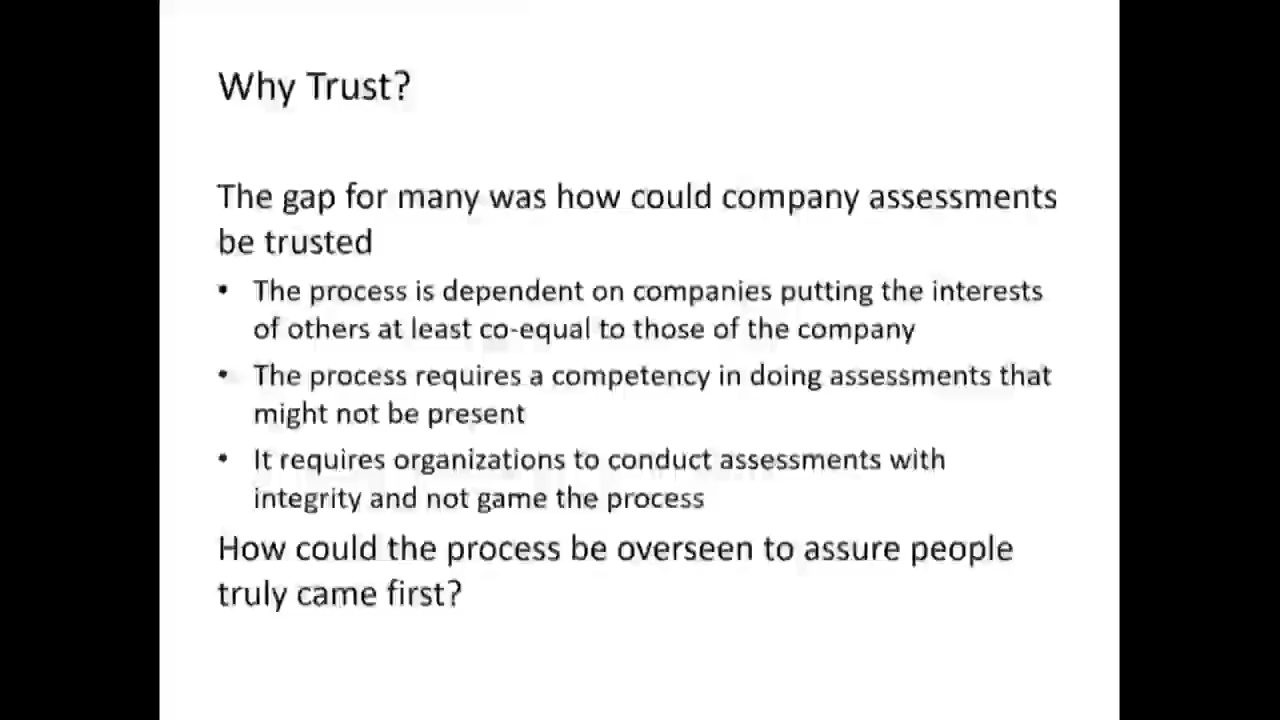 Why Trust?
The gap for many was how could company assessments
be trusted
• The process is dependent on companies putting the interests
of others at least co-equal to those of the company
• The process requires a competency in doing assessments that
might not be present
• It requires organizations to conduct assessments with
integrity and not game the process
How could the process be overseen to assure people
truly came first?